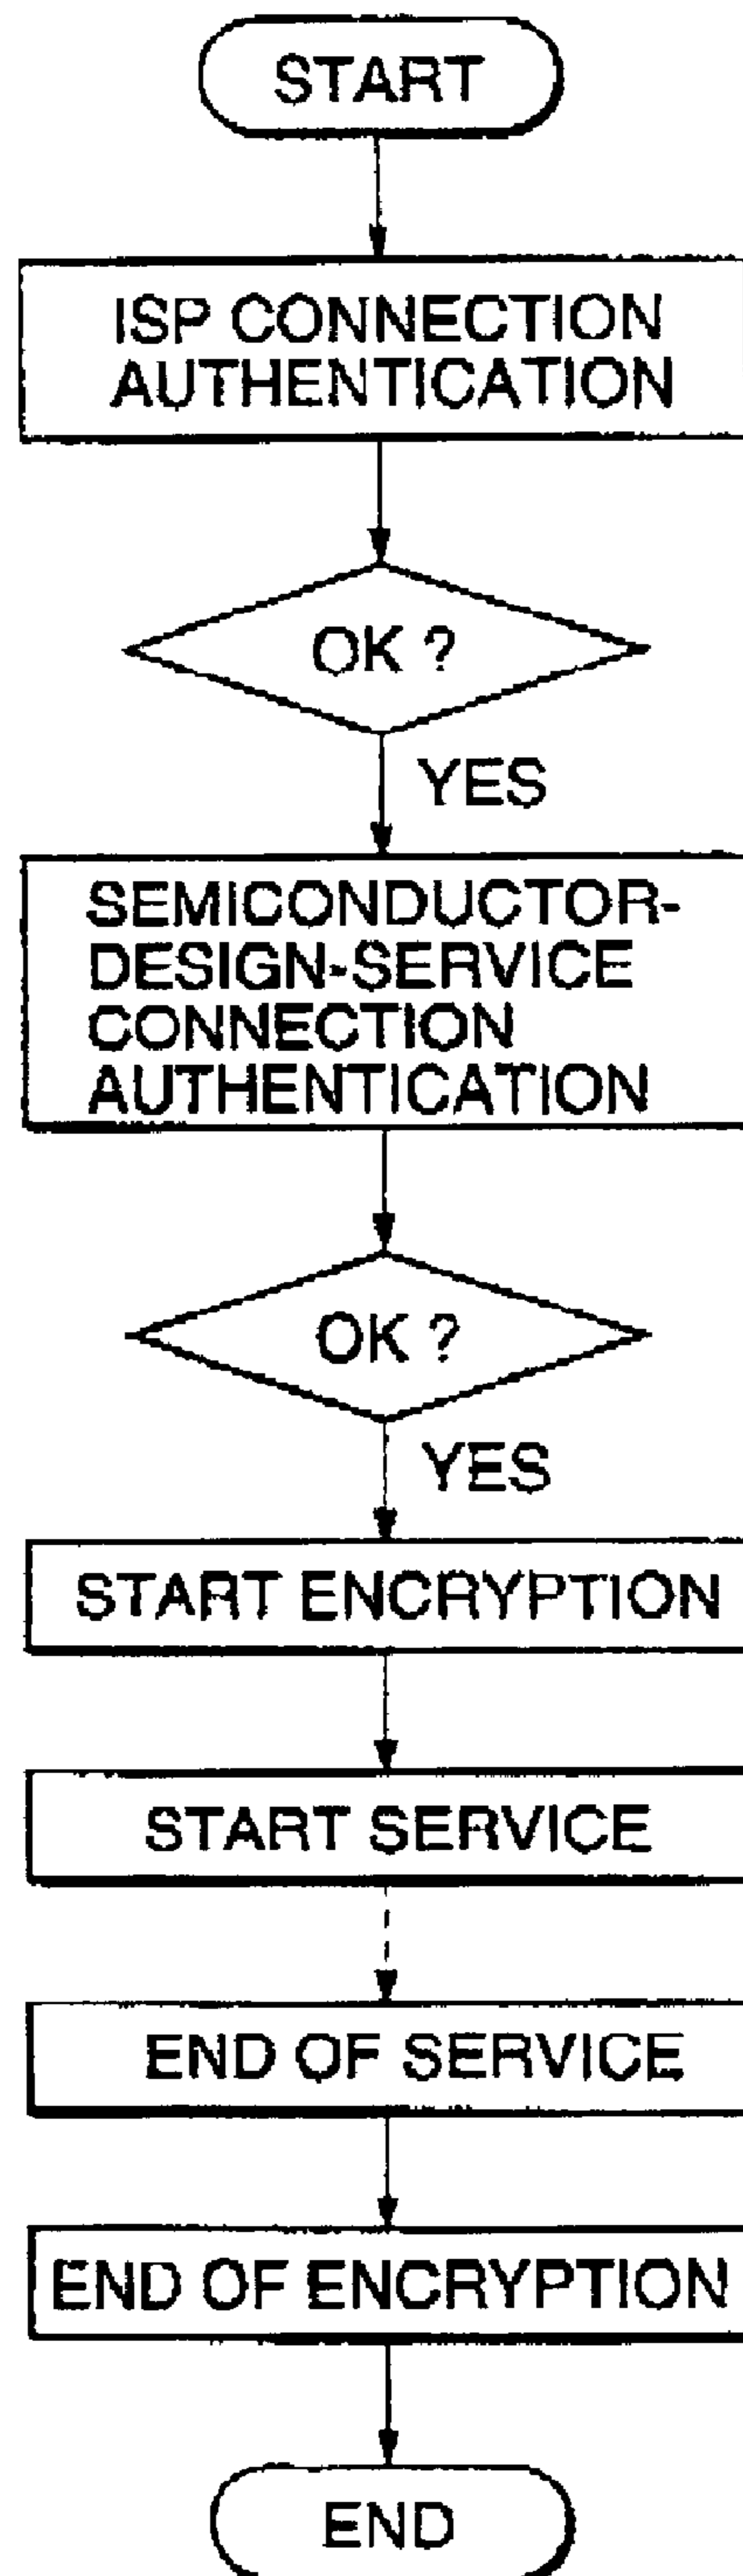 START
ISP CONNECTION
AUTHENTICATION
OK ?
YES
SEMICONDUCTOR-
DESIGN-SERVICE
CONNECTION
AUTHENTICATION
OK ?
YES
START ENCRYPTION
START SERVICE
END OF SERVICE
END OF ENCRYPTION
END